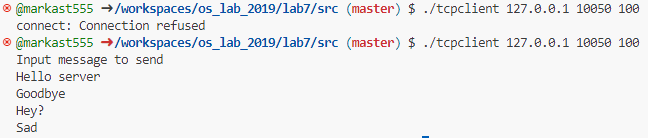 @markast555 ➜/workspaces/os_lab_2019/lab7/src (master) $ ./tcpclient 127.0.0.1 10050 100
connect: Connection refused
@markast555 ➜/workspaces/os_lab_2019/lab7/src (master) $ ./tcpclient 127.0.0.1 10050 100
Input message to send
Hello server
Goodbye
Hey?
Sad